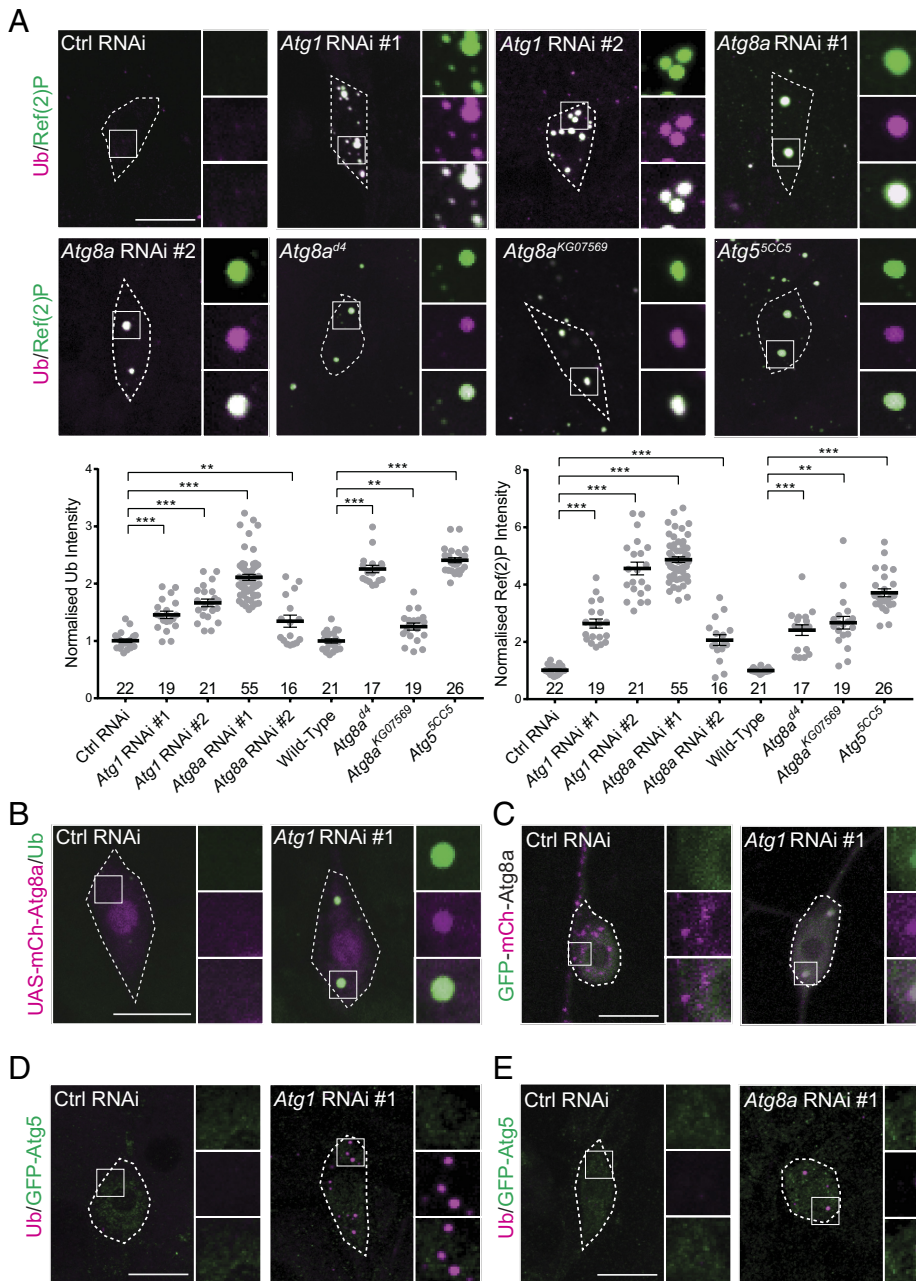 A
Ctrl RNAi
Atg1 RNAi #1
Atg1 RNAi #2
Atg8a RNAi #1
Ub/Ref(2)P
Atg8a RNAi #2
Atg8a^d4
Atg8a^KG07569
Atg5^5CC5
Ub/Ref(2)P
Normalised Ub Intensity
4
3
2
1
0
**
***
***
***
***
**
***
22 19 21 55 16 21 17 19 26
Ctrl RNAi
Atg1 RNAi #1
Atg1 RNAi #2
Atg8a RNAi #1
Atg8a RNAi #2
Wild-Type
Atg8a^d4
Atg8a^KG07569
Atg5^5CC5
Normalised Ref(2)P Intensity
8
6
4
2
0
***
***
***
***
***
**
***
22 19 21 55 16 21 17 19 26
Ctrl RNAi
Atg1 RNAi #1
Atg1 RNAi #2
Atg8a RNAi #1
Atg8a RNAi #2
Wild-Type
Atg8a^d4
Atg8a^KG07569
Atg5^5CC5
B
UAS-mCh-Atg8a/Ub
Ctrl RNAi
Atg1 RNAi #1
C
GFP-mCh-Atg8a
Ctrl RNAi
Atg1 RNAi #1
D
Ub/GFP-Atg5
Ctrl RNAi
Atg1 RNAi #1
E
Ub/GFP-Atg5
Ctrl RNAi
Atg8a RNAi #1